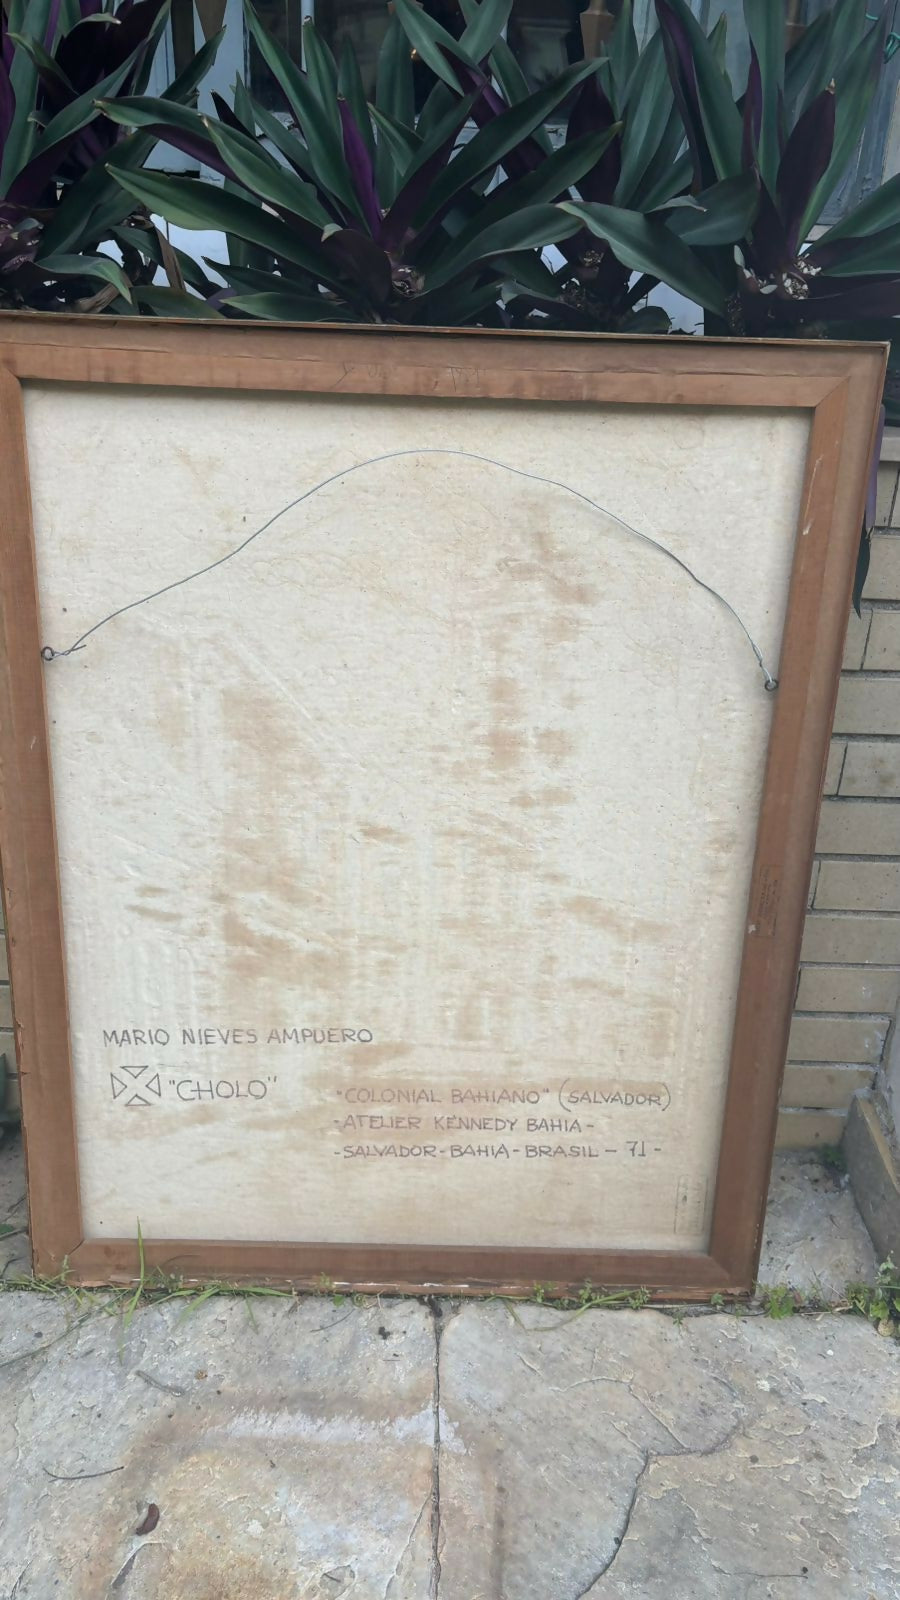 MARIO NIEVES AMPUERO
"CHOLO"
"COLONIAL BAHIANO" (SALVADOR)
-ATELIER KENNEDY BAHIA-
-SALVADOR-BAHIA-BRASIL - 71 -